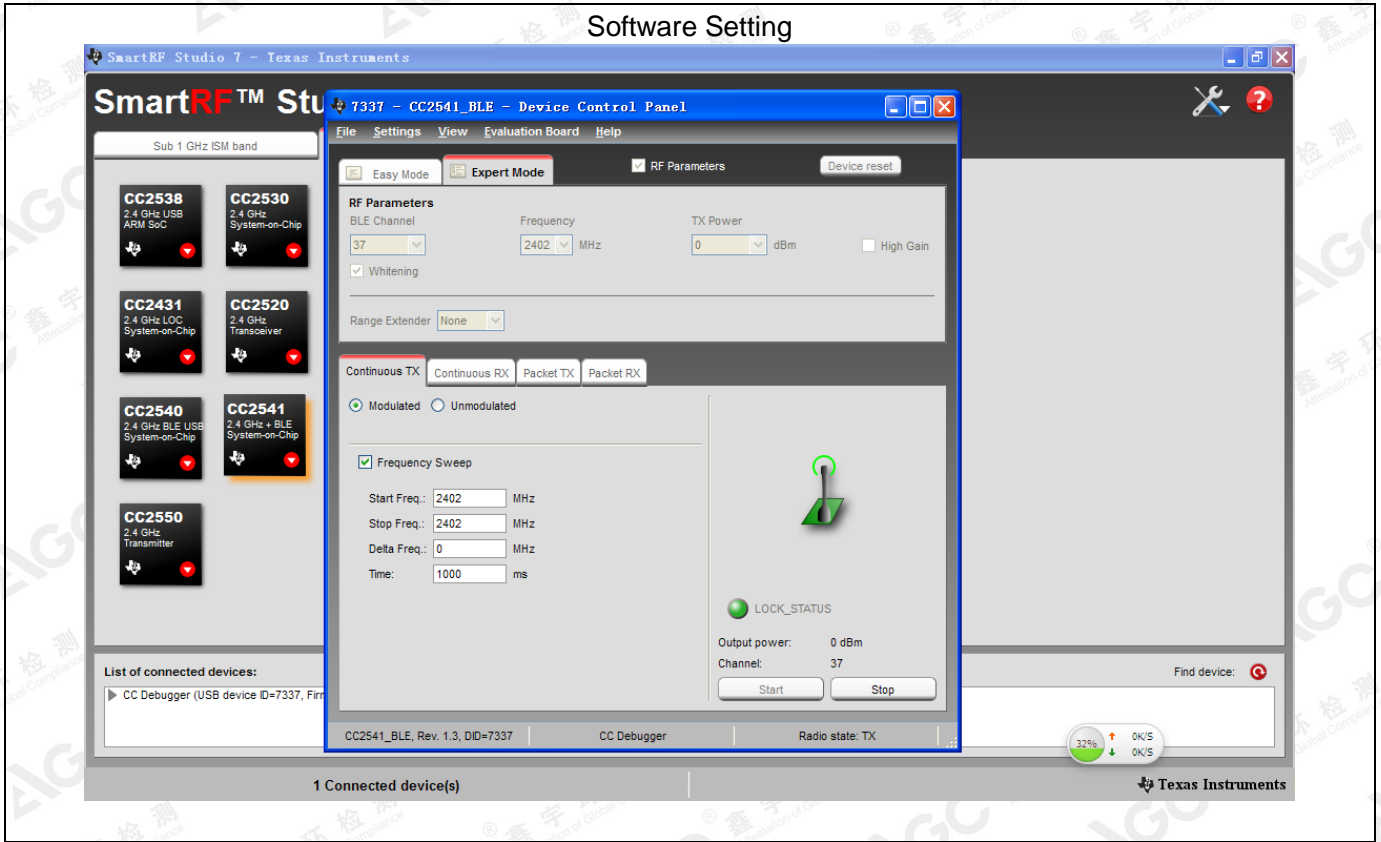 Software Setting
SmartRF Studio 7 - Texas Instruments
SmartRF™ Stu
7337 - CC2541_BLE - Device Control Panel
File Settings View Evaluation Board Help
Sub 1 GHz ISM band
Easy Mode Expert Mode RF Parameters Device reset
RF Parameters
BLE Channel Frequency TX Power
37 2402 MHz 0 dBm High Gain
Whitening
Range Extender None
CC2538
2.4 GHz USB
ARM SoC
CC2530
2.4 GHz
System-on-Chip
CC2431
2.4 GHz LOC
System-on-Chip
CC2520
2.4 GHz
Transceiver
CC2540
2.4 GHz BLE USB
System-on-Chip
CC2541
2.4 GHz + BLE
System-on-Chip
CC2550
2.4 GHz
Transmitter
Continuous TX Continuous RX Packet TX Packet RX
Modulated Unmodulated
Frequency Sweep
Start Freq.: 2402 MHz
Stop Freq.: 2402 MHz
Delta Freq.: 0 MHz
Time: 1000 ms
LOCK_STATUS
Output power: 0 dBm
Channel: 37
Start Stop
CC2541_BLE, Rev. 1.3, DID=7337 CC Debugger Radio state: TX
List of connected devices:
Find device:
CC Debugger (USB device ID=7337, Firm
32% 0K/S
0K/S
1 Connected device(s)
Texas Instruments